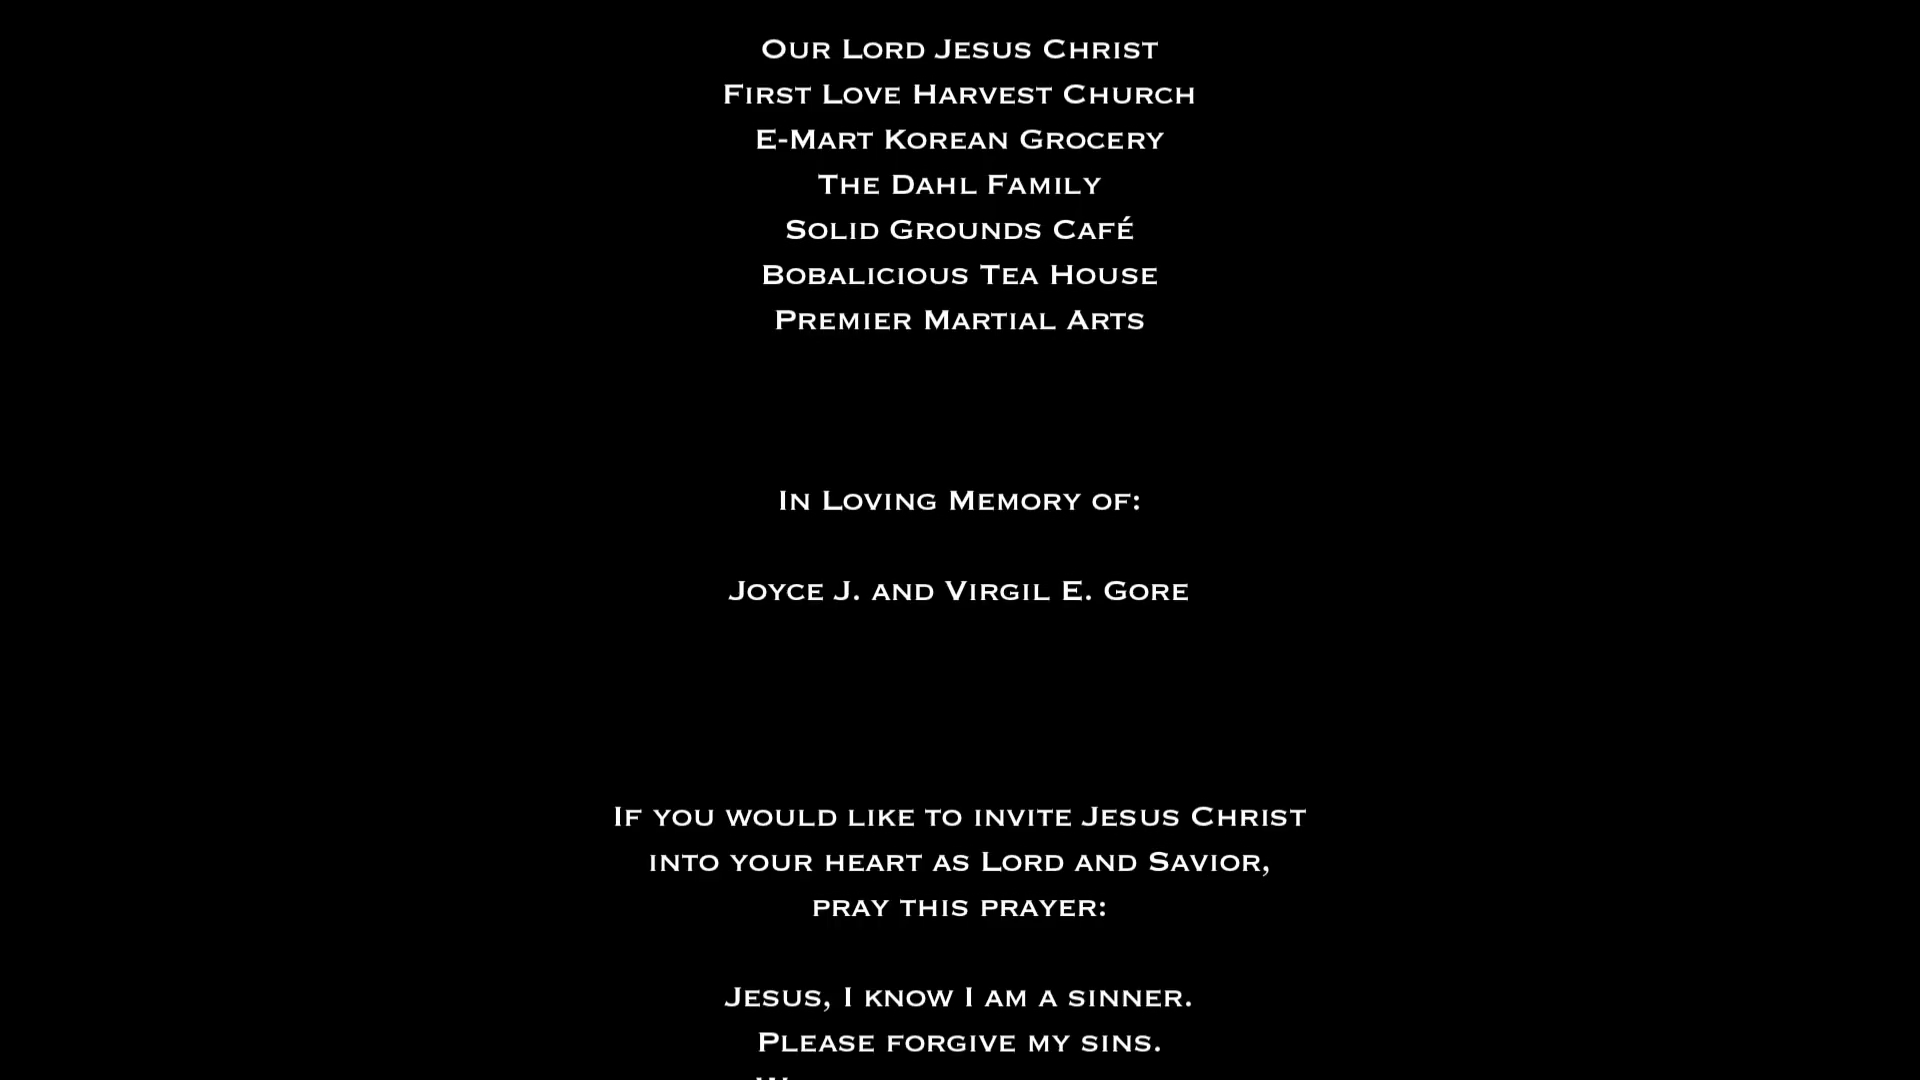 Our Lord Jesus Christ
First Love Harvest Church
E-Mart Korean Grocery
The Dahl Family
Solid Grounds Café
Bobalicious Tea House
Premier Martial Arts
In Loving Memory of:
Joyce J. and Virgil E. Gore
If you would like to invite Jesus Christ
into your heart as Lord and Savior,
pray this prayer:
Jesus, I know I am a sinner.
Please forgive my sins.